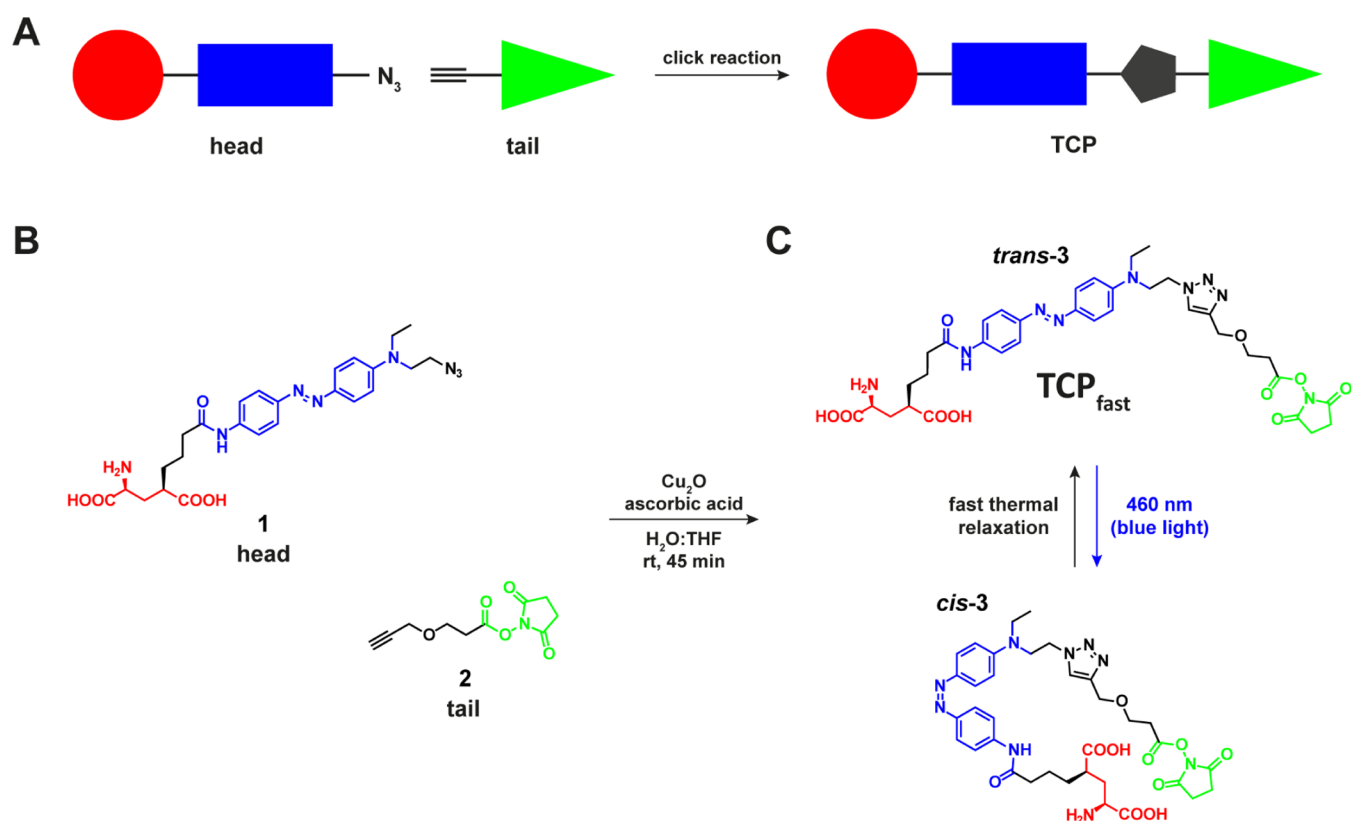 A
N3
click reaction
head
tail
TCP
B
C
trans-3
N
N
N
N
N
N
N
O
N
H
O
O
O
N
O
O
H2N
HOOC
COOH
TCPfast
N
N3
N
N
O
N
H
H2N
HOOC
COOH
1
head
Cu2O
ascorbic acid
H2O:THF
rt, 45 min
fast thermal
relaxation
460 nm
(blue light)
O
O
O
N
O
O
2
tail
cis-3
N
N
N
N
N
N
NH
O
COOH
H2N
COOH
O
O
O
N
O
O